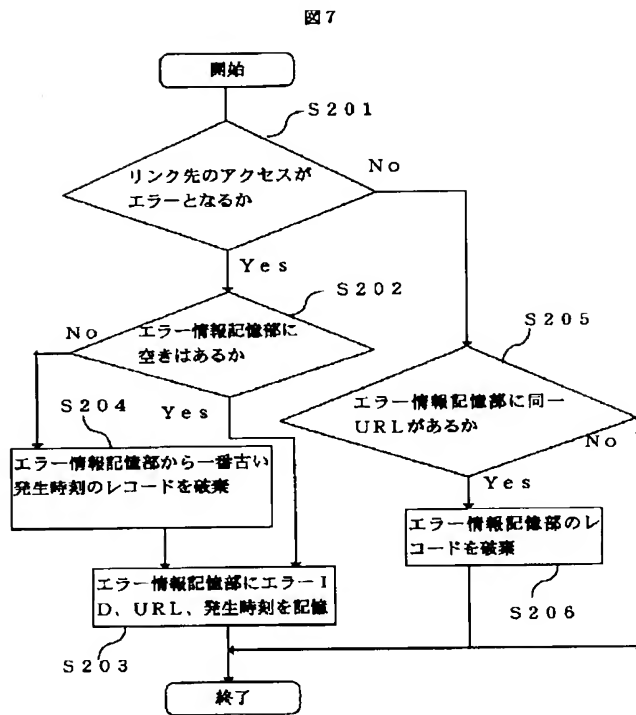 図7
開始
S201
リンク先のアクセスが
エラーとなるか
No
Yes
S202
エラー情報記憶部に
空きはあるか
No
Yes
S205
エラー情報記憶部に同一
URLがあるか
No
Yes
S204
エラー情報記憶部から一番古い
発生時刻のレコードを破棄
エラー情報記憶部のレ
コードを破棄
S206
エラー情報記憶部にエラーI
D、URL、発生時刻を記憶
S203
終了